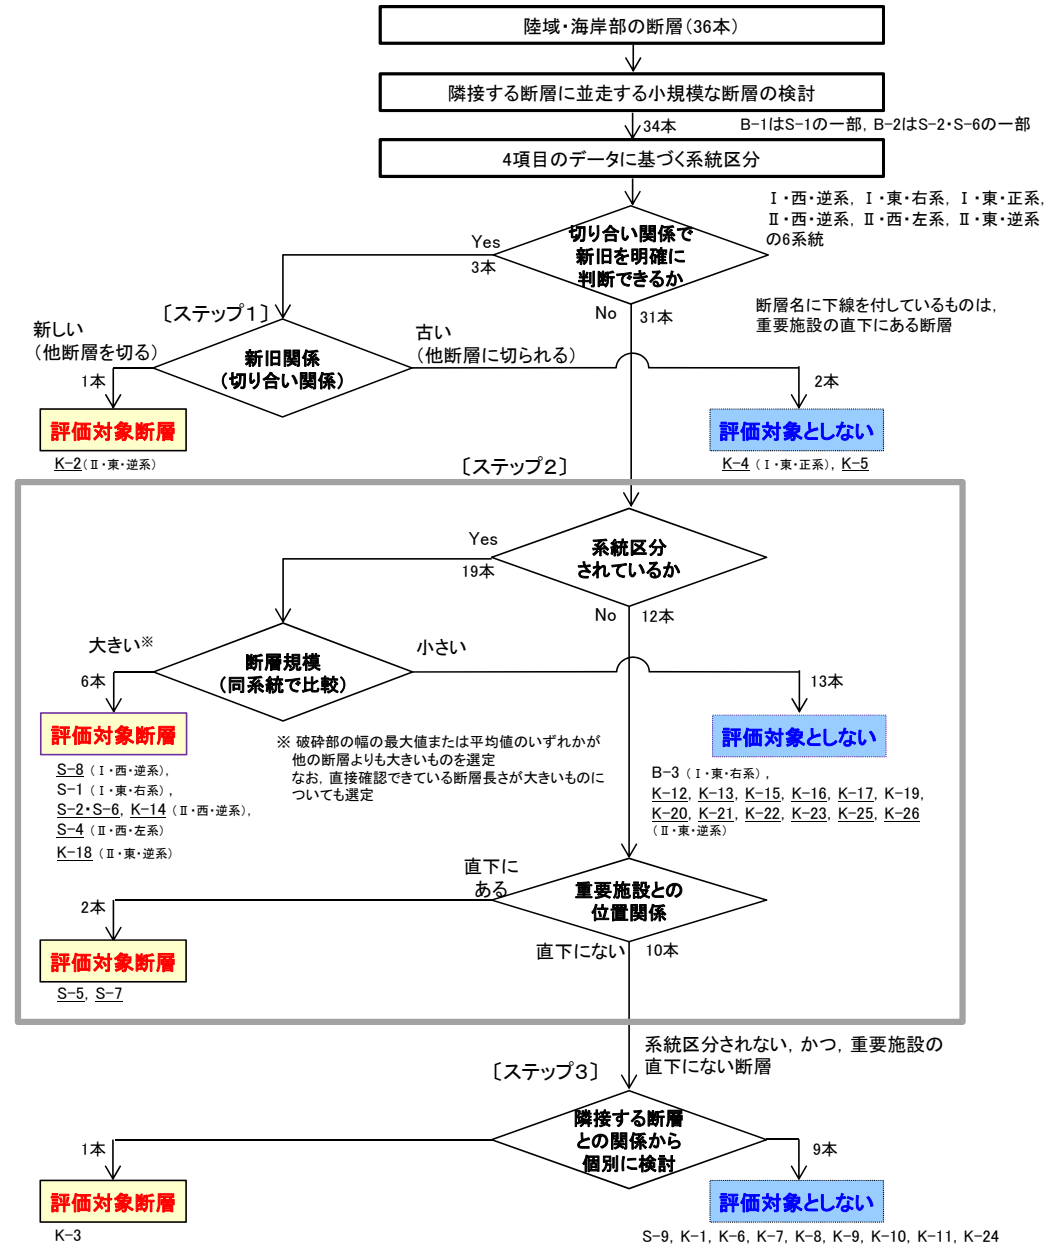 陸域・海岸部の断層（36本）
隣接する断層に並走する小規模な断層の検討
34本
B-1はS-1の一部，B-2はS-2・S-6の一部
4項目のデータに基づく系統区分
Ⅰ・西・逆系，Ⅰ・東・右系，Ⅰ・東・正系，
Ⅱ・西・逆系，Ⅱ・西・左系，Ⅱ・東・逆系
の6系統
切り合い関係で
新旧を明確に
判断できるか
Yes
3本
No
31本
断層名に下線を付しているものは，
重要施設の直下にある断層
〔ステップ1〕
新しい
（他断層を切る）
古い
（他断層に切られる）
新旧関係
（切り合い関係）
1本
2本
評価対象断層
評価対象としない
K-2（Ⅱ・東・逆系）
K-4（Ⅰ・東・正系），K-5
〔ステップ2〕
系統区分
されているか
Yes
19本
No
12本
大きい※
小さい
断層規模
（同系統で比較）
6本
13本
評価対象断層
評価対象としない
※ 破砕部の幅の最大値または平均値のいずれかが
他の断層よりも大きいものを選定
なお，直接確認できている断層長さが大きいものに
ついても選定
S-8（Ⅰ・西・逆系），
S-1（Ⅰ・東・右系），
S-2・S-6，K-14（Ⅱ・西・逆系），
S-4（Ⅱ・西・左系）
K-18（Ⅱ・東・逆系）
B-3（Ⅰ・東・右系），
K-12，K-13，K-15，K-16，K-17，K-19，
K-20，K-21，K-22，K-23，K-25，K-26
（Ⅱ・東・逆系）
直下に
ある
重要施設との
位置関係
2本
直下にない
10本
評価対象断層
S-5，S-7
系統区分されない，かつ，重要施設の
直下にない断層
〔ステップ3〕
隣接する断層
との関係から
個別に検討
1本
9本
評価対象断層
評価対象としない
K-3
S-9，K-1，K-6，K-7，K-8，K-9，K-10，K-11，K-24